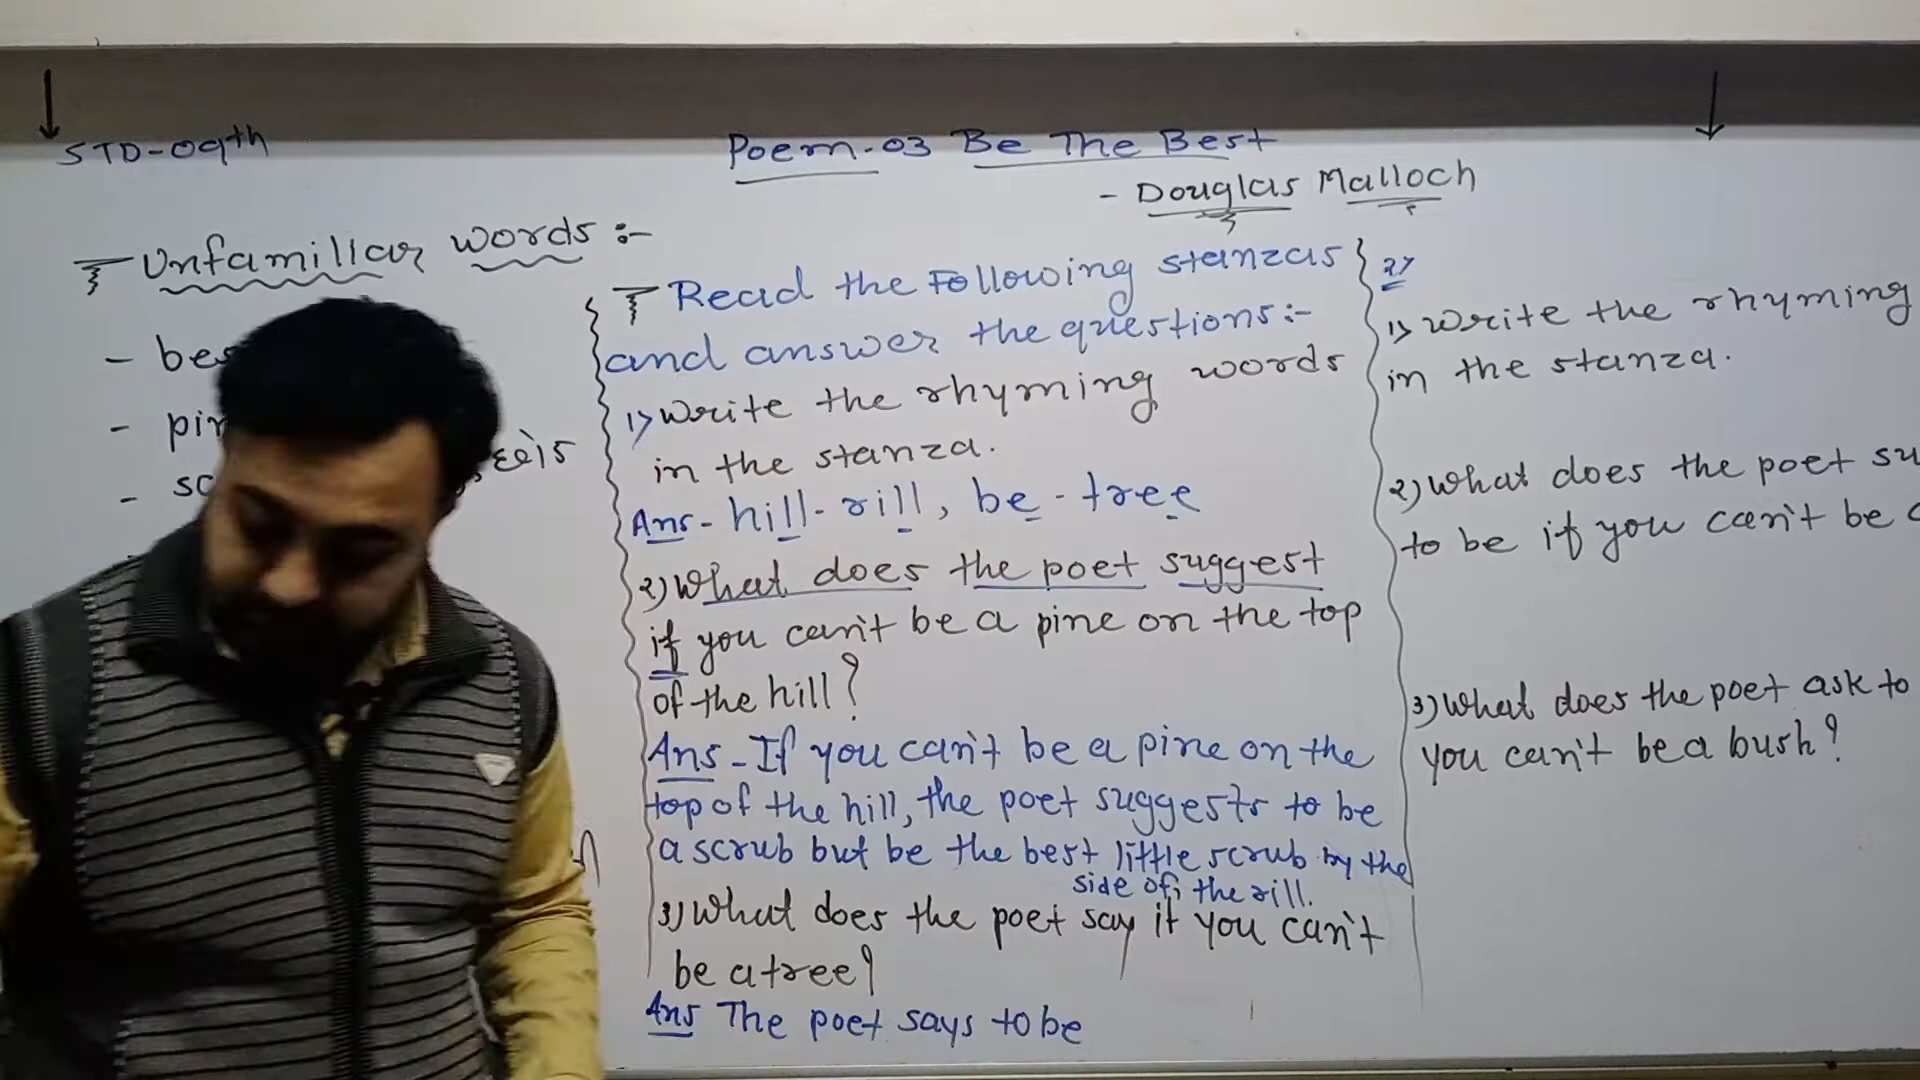 STD-09th
Poem-03 Be The Best
- Douglas Malloch
Unfamiliar words :-
- bes
- pin
- sc
Read the Following stanzas
and answer the questions:-
1) Write the rhyming words
in the stanza.
Ans- hill-rill, be-tree
2) What does the poet suggest
if you can't be a pine on the top
of the hill?
Ans-If you can't be a pine on the
top of the hill, the poet suggests to be
a scrub but be the best little scrub by the
side of, the rill.
3) What does the poet say if you can't
be a tree?
Ans The poet says to be
2)
1) Write the rhyming
in the stanza.
2) What does the poet su
to be if you can't be a
3) What does the poet ask to
you can't be a bush?